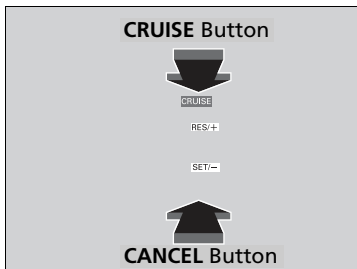 CRUISE Button
CRUISE
RES/+
SET/−
CANCEL Button